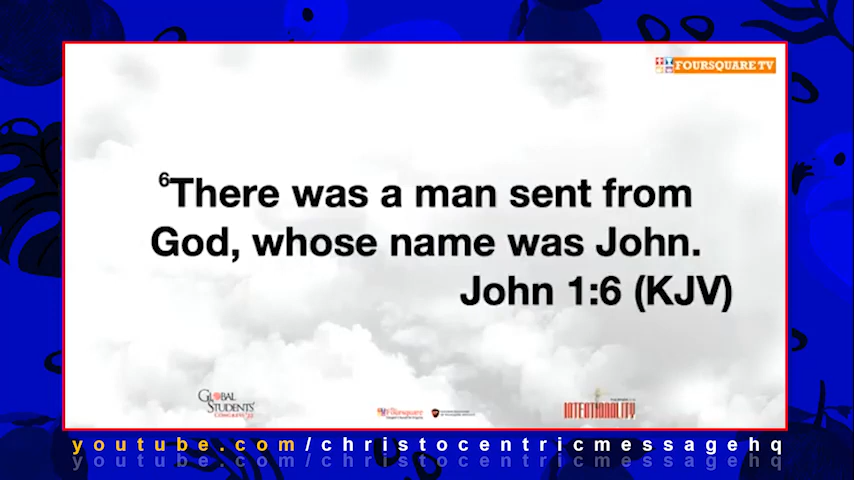 FOURSQUARE TV
⁶There was a man sent from
God, whose name was John.
John 1:6 (KJV)
GLOBAL
STUDENTS'
Foursquare
INTENTIONALITY
youtube.com/christocentricmessagehq
youtube.com/christocentricmessagehq